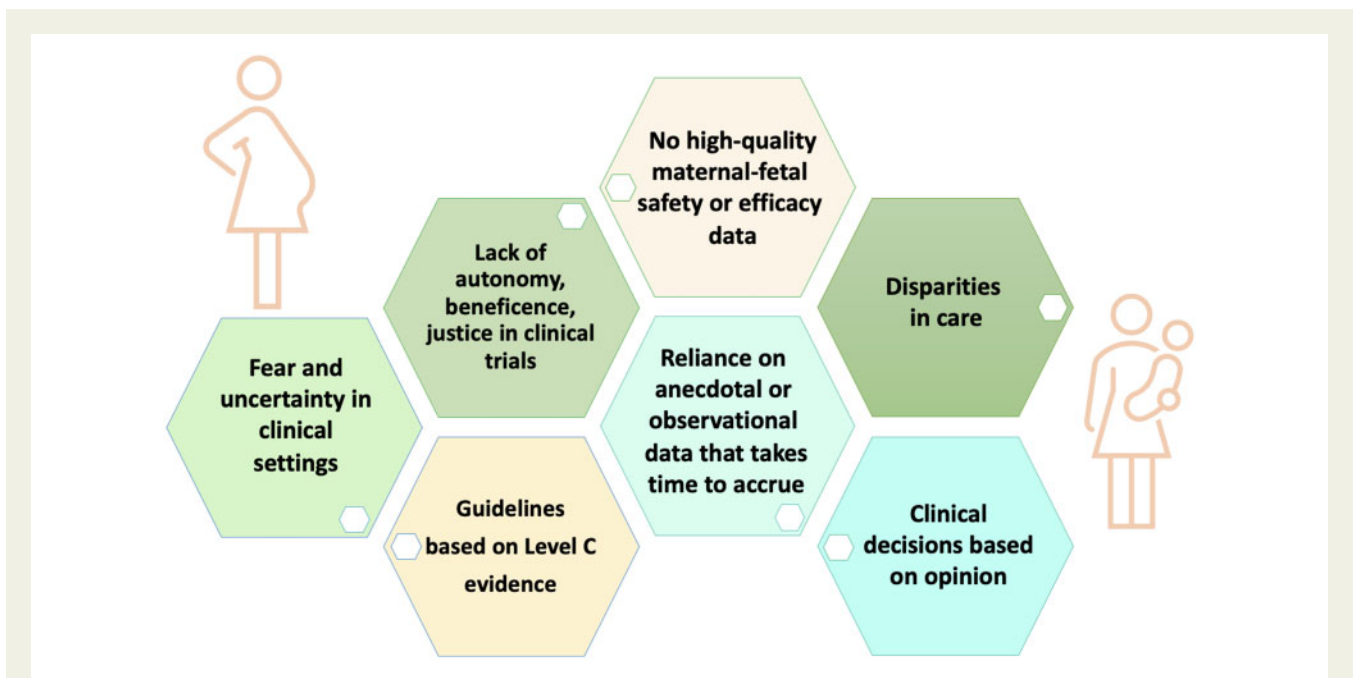 No high-quality
maternal-fetal
safety or efficacy
data
Lack of
autonomy,
beneficence,
justice in clinical
trials
Disparities
in care
Fear and
uncertainty in
clinical
settings
Reliance on
anecdotal or
observational
data that takes
time to accrue
Guidelines
based on Level C
evidence
Clinical
decisions based
on opinion